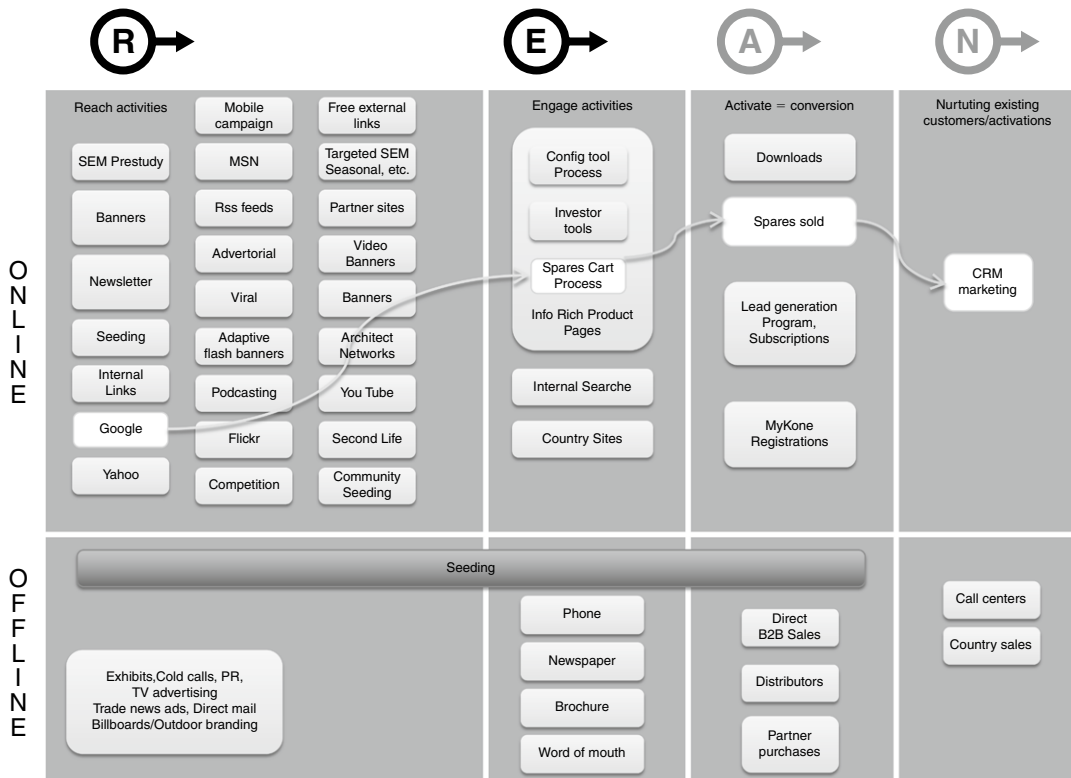 R
E
A
N
ONLINE
Reach activities
SEM Prestudy
Banners
Newsletter
Seeding
Internal
Links
Google
Yahoo
Mobile
campaign
MSN
Rss feeds
Advertorial
Viral
Adaptive
flash banners
Podcasting
Flickr
Competition
Free external
links
Targeted SEM
Seasonal, etc.
Partner sites
Video
Banners
Banners
Architect
Networks
You Tube
Second Life
Community
Seeding
Engage activities
Config tool
Process
Investor
tools
Spares Cart
Process
Info Rich Product
Pages
Internal Searche
Country Sites
Activate = conversion
Downloads
Spares sold
Lead generation
Program,
Subscriptions
MyKone
Registrations
Nurtuting existing
customers/activations
CRM
marketing
OFFLINE
Seeding
Exhibits,Cold calls, PR,
TV advertising
Trade news ads, Direct mail
Billboards/Outdoor branding
Phone
Newspaper
Brochure
Word of mouth
Direct
B2B Sales
Distributors
Partner
purchases
Call centers
Country sales